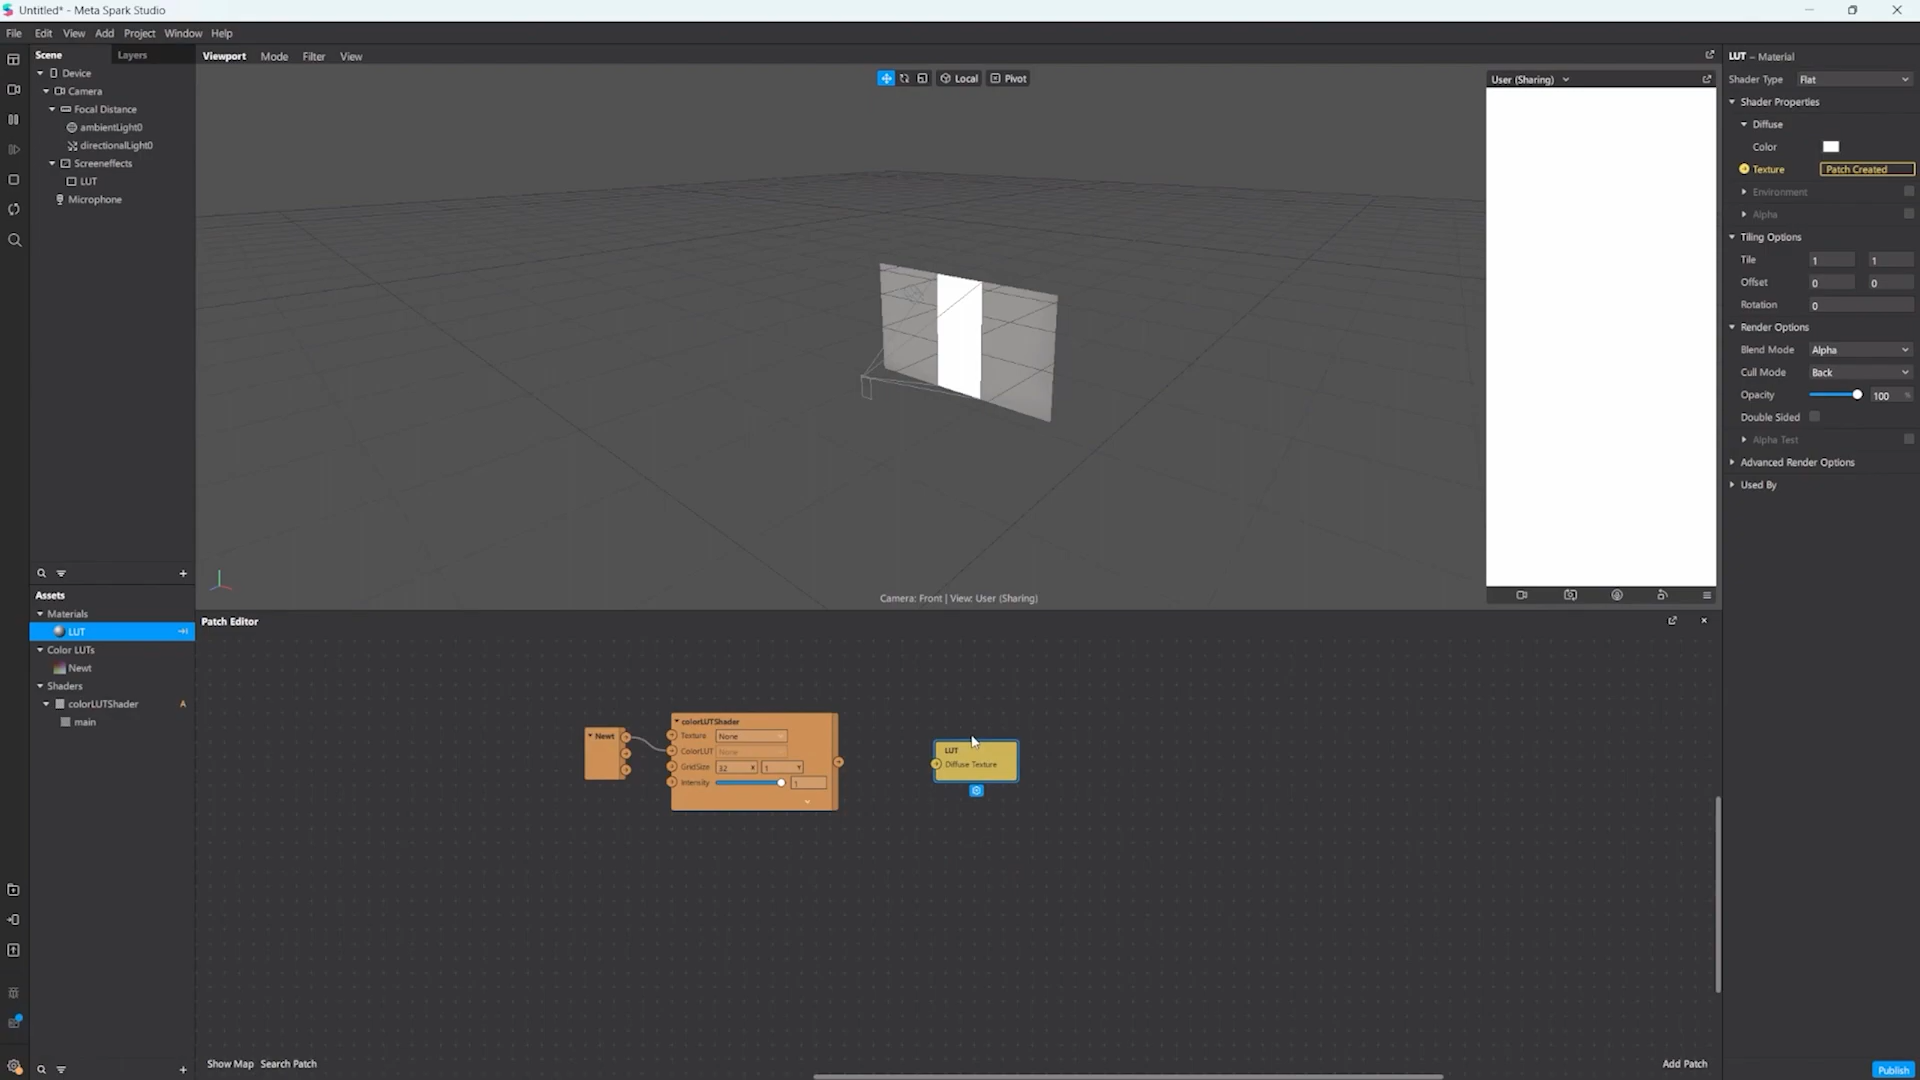 Untitled* - Meta Spark Studio
File Edit View Add Project Window Help
Scene Layers
Device
Camera
Focal Distance
ambientLight0
directionalLight0
Screeneffects
LUT
Microphone
Viewport Mode Filter View
Local Pivot
User (Sharing)
Camera: Front | View: User (Sharing)
LUT – Material
Shader Type Flat
Shader Properties
Diffuse
Color
Texture Patch Created
Environment
Alpha
Tiling Options
Tile 1 1
Offset 0 0
Rotation 0
Render Options
Blend Mode Alpha
Cull Mode Back
Opacity 100 %
Double Sided
Alpha Test
Advanced Render Options
Used By
Assets
Materials
LUT
Color LUTs
Newt
Shaders
colorLUTShader A
main
Patch Editor
Newt
colorLUTShader
Texture None
ColorLUT None
GridSize 32 X 1 Y
Intensity 1
LUT
Diffuse Texture
Show Map Search Patch
Add Patch
Publish